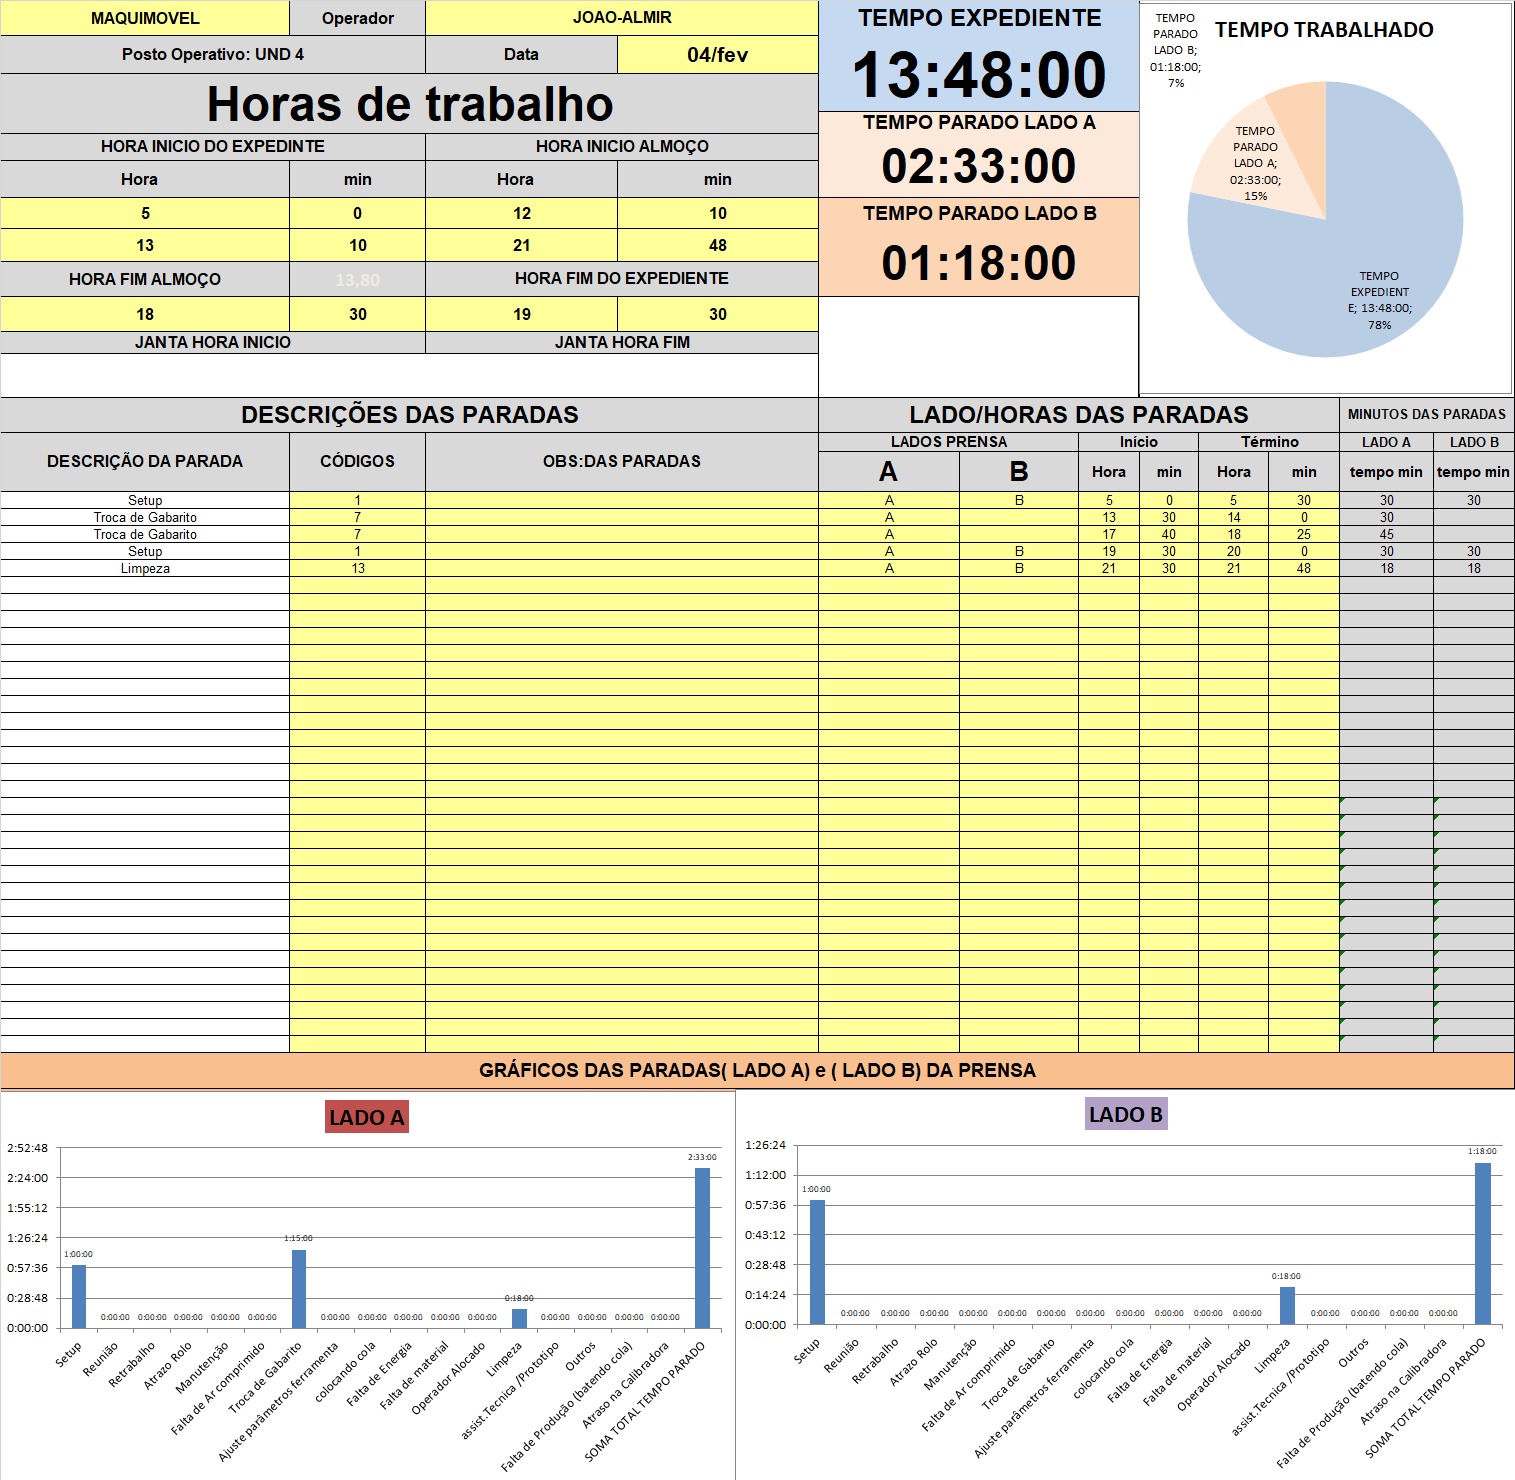 MAQUIMOVEL Operador JOAO-ALMIR
Posto Operativo: UND 4 Data 04/fev
Horas de trabalho
HORA INICIO DO EXPEDINTE HORA INICIO ALMOÇO
Hora min Hora min
5 0 12 10
13 10 21 48
HORA FIM ALMOÇO 13,80 HORA FIM DO EXPEDIENTE
18 30 19 30
JANTA HORA INICIO JANTA HORA FIM
TEMPO EXPEDIENTE
13:48:00
TEMPO PARADO LADO A
02:33:00
TEMPO PARADO LADO B
01:18:00
TEMPO TRABALHADO
TEMPO
PARADO
LADO B;
01:18:00;
7%
TEMPO
PARADO
LADO A;
02:33:00;
15%
TEMPO
EXPEDIENT
E; 13:48:00;
78%
DESCRIÇÕES DAS PARADAS LADO/HORAS DAS PARADAS MINUTOS DAS PARADAS
LADOS PRENSA Início Término LADO A LADO B
DESCRIÇÃO DA PARADA CÓDIGOS OBS:DAS PARADAS A B Hora min Hora min tempo min tempo min
Setup 1 A B 5 0 5 30 30 30
Troca de Gabarito 7 A 13 30 14 0 30
Troca de Gabarito 7 A 17 40 18 25 45
Setup 1 A B 19 30 20 0 30 30
Limpeza 13 A B 21 30 21 48 18 18
GRÁFICOS DAS PARADAS( LADO A) e ( LADO B) DA PRENSA
LADO A
2:52:48
2:24:00
1:55:12
1:26:24
0:57:36
0:28:48
0:00:00
1:00:00 0:00:00 0:00:00 0:00:00 0:00:00 0:00:00 1:15:00 0:00:00 0:00:00 0:00:00 0:00:00 0:00:00 0:18:00 0:00:00 0:00:00 0:00:00 0:00:00 2:33:00
Setup
Reunião
Retrabalho
Atrazo Rolo
Manutenção
Falta de Ar comprimido
Troca de Gabarito
Ajuste parâmetros ferramenta
colocando cola
Falta de Energia
Falta de material
Operador Alocado
Limpeza
assist.Tecnica /Prototipo
Outros
Falta de Produção (batendo cola)
Atraso na Calibradora
SOMA TOTAL TEMPO PARADO
LADO B
1:26:24
1:12:00
0:57:36
0:43:12
0:28:48
0:14:24
0:00:00
1:00:00 0:00:00 0:00:00 0:00:00 0:00:00 0:00:00 0:00:00 0:00:00 0:00:00 0:00:00 0:00:00 0:00:00 0:18:00 0:00:00 0:00:00 0:00:00 0:00:00 1:18:00
Setup
Reunião
Retrabalho
Atrazo Rolo
Manutenção
Falta de Ar comprimido
Troca de Gabarito
Ajuste parâmetros ferramenta
colocando cola
Falta de Energia
Falta de material
Operador Alocado
Limpeza
assist.Tecnica /Prototipo
Outros
Falta de Produção (batendo cola)
Atraso na Calibradora
SOMA TOTAL TEMPO PARADO